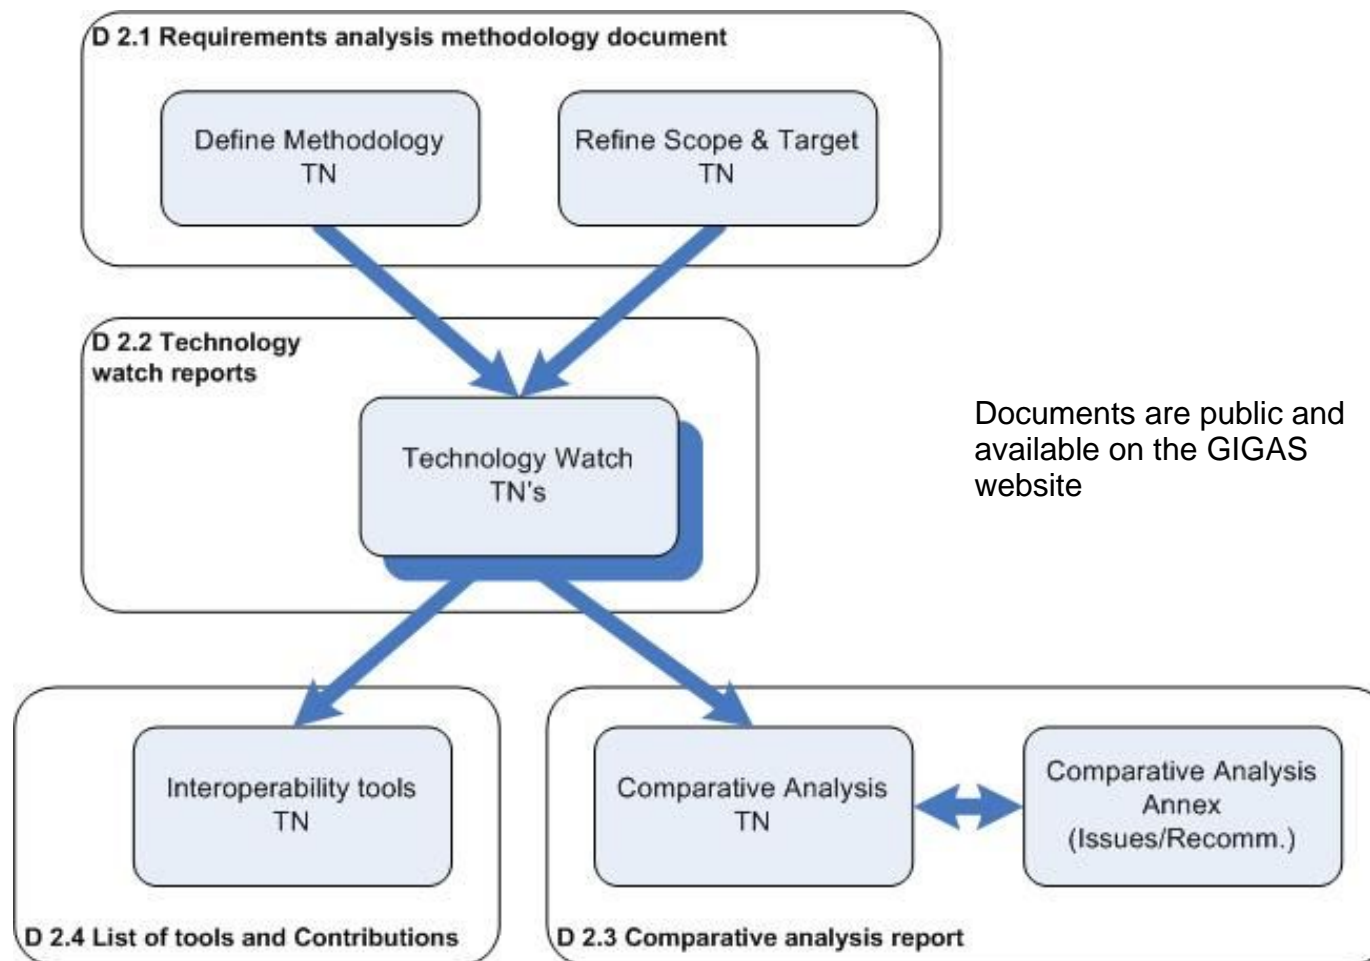 D 2.1 Requirements analysis methodology document
Define Methodology
TN
Refine Scope & Target
TN
D 2.2 Technology
watch reports
Technology Watch
TN's
Documents are public and
available on the GIGAS
website
Interoperability tools
TN
D 2.4 List of tools and Contributions
Comparative Analysis
TN
Comparative Analysis
Annex
(Issues/Recomm.)
D 2.3 Comparative analysis report